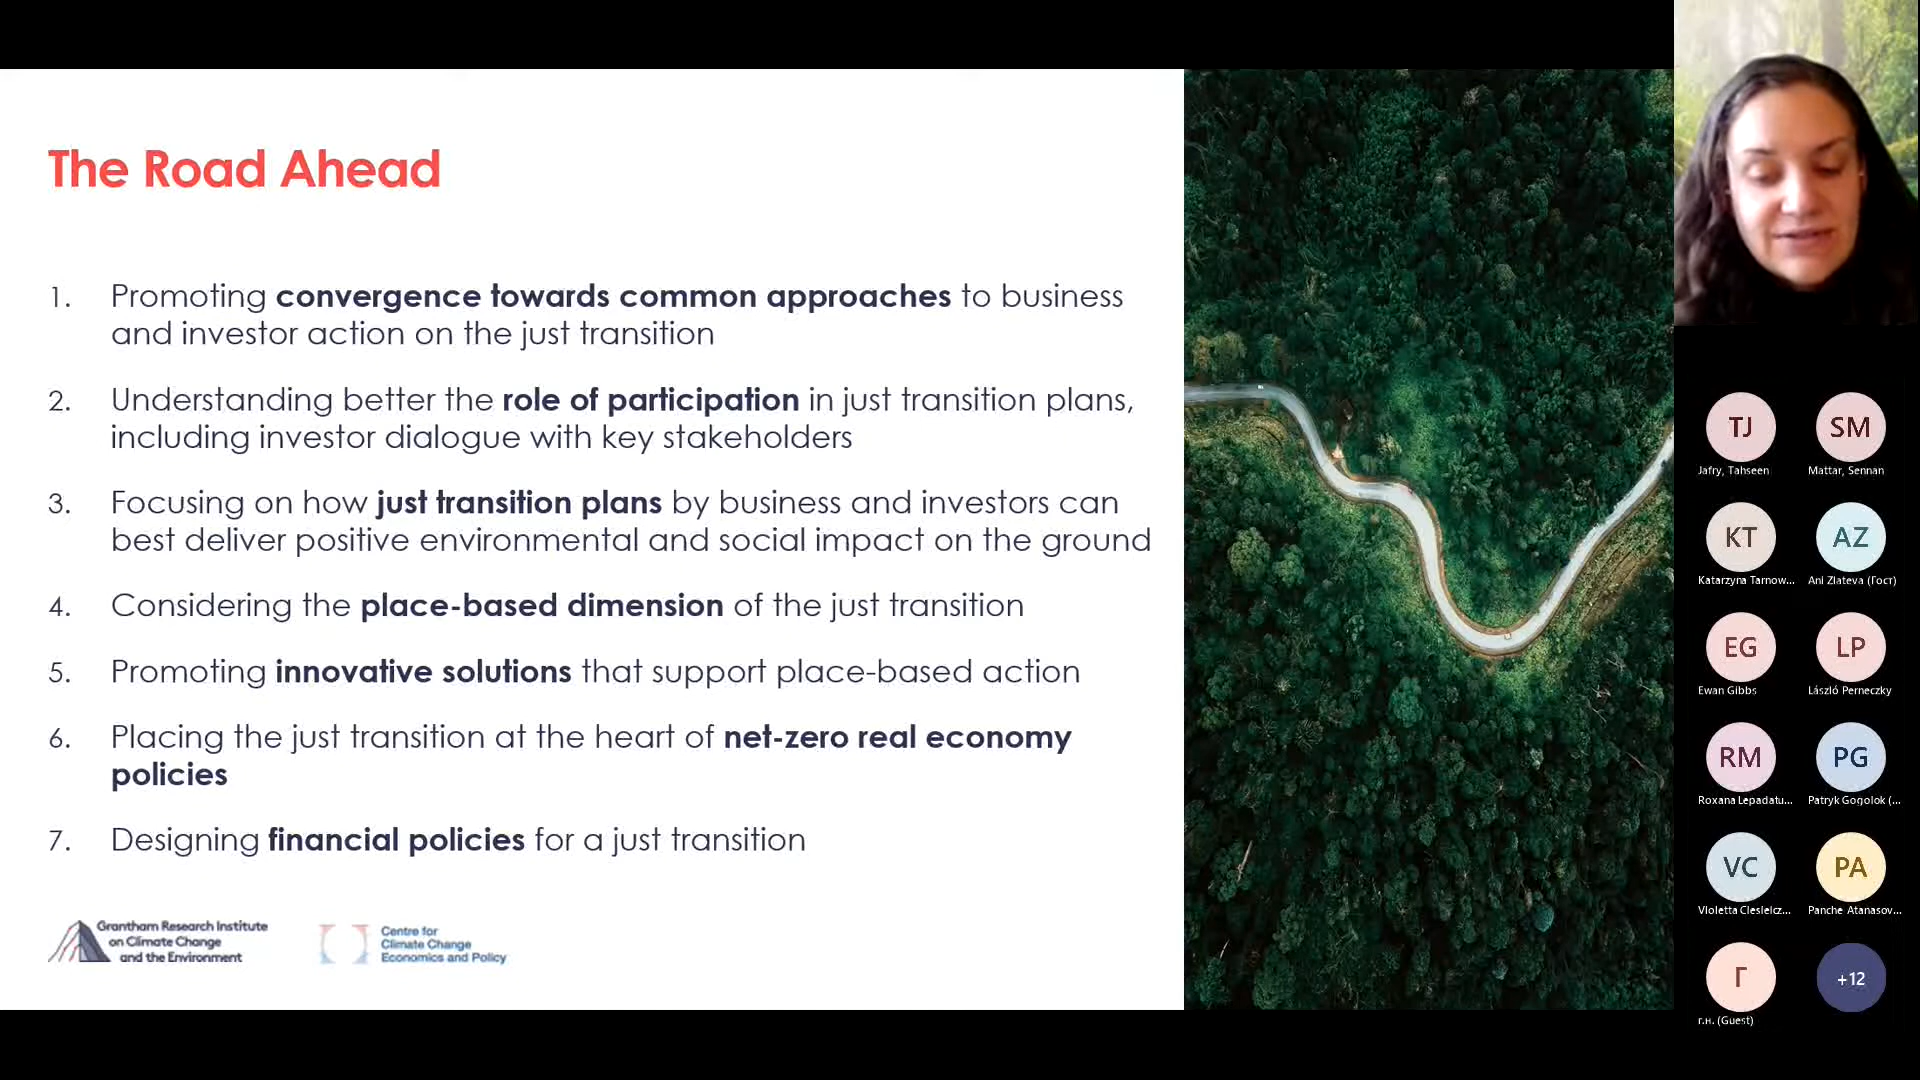 The Road Ahead
1. Promoting convergence towards common approaches to business
and investor action on the just transition
2. Understanding better the role of participation in just transition plans,
including investor dialogue with key stakeholders
3. Focusing on how just transition plans by business and investors can
best deliver positive environmental and social impact on the ground
4. Considering the place-based dimension of the just transition
5. Promoting innovative solutions that support place-based action
6. Placing the just transition at the heart of net-zero real economy
policies
7. Designing financial policies for a just transition
Grantham Research Institute
on Climate Change
and the Environment
Centre for
Climate Change
Economics and Policy
TJ
Jafry, Tahseen
SM
Mattar, Sennan
KT
Katarzyna Tarnow...
AZ
Ani Zlateva (Гост)
EG
Ewan Gibbs
LP
László Perneczky
RM
Roxana Lepadatu...
PG
Patryk Gogolok (...
VC
Violetta Ciesielcz...
PA
Panche Atanasov...
Г
г.н. (Guest)
+12